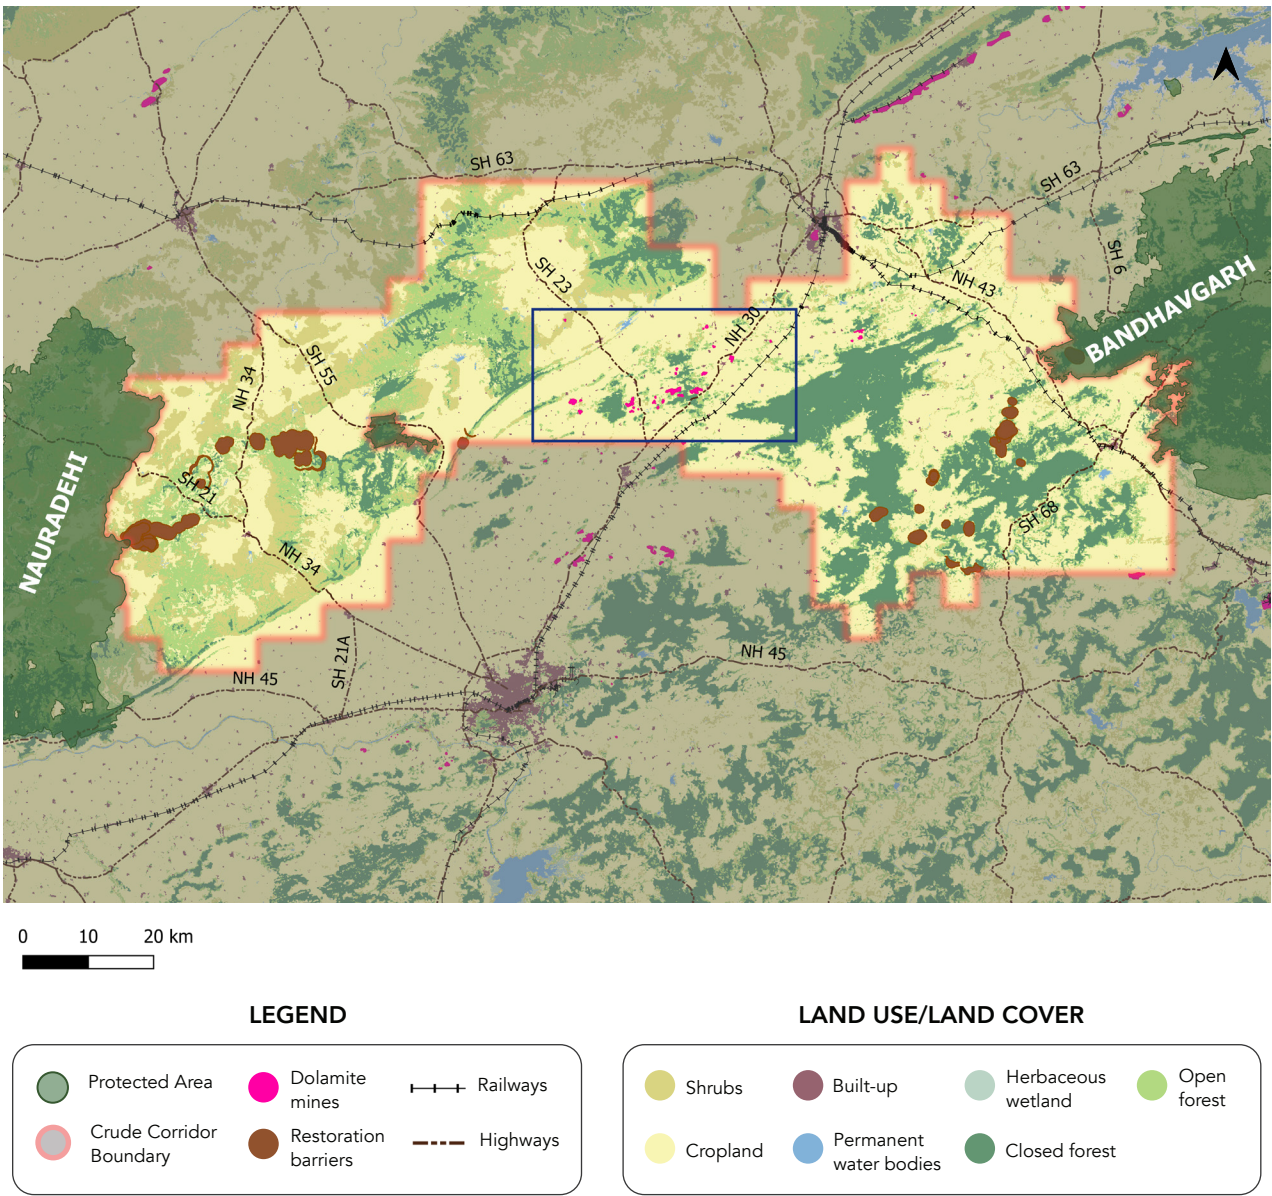 SH 63
SH 63
SH 6
SH 23
NH 43
BANDHAVGARH
NH 30
SH 55
NH 34
SH 21
NAURADEHI
SH 68
NH 34
SH 21A
NH 45
NH 45
0 10 20 km
LEGEND
Protected Area
Dolamite
mines
Railways
Crude Corridor
Boundary
Restoration
barriers
Highways
LAND USE/LAND COVER
Shrubs
Built-up
Herbaceous
wetland
Open
forest
Cropland
Permanent
water bodies
Closed forest